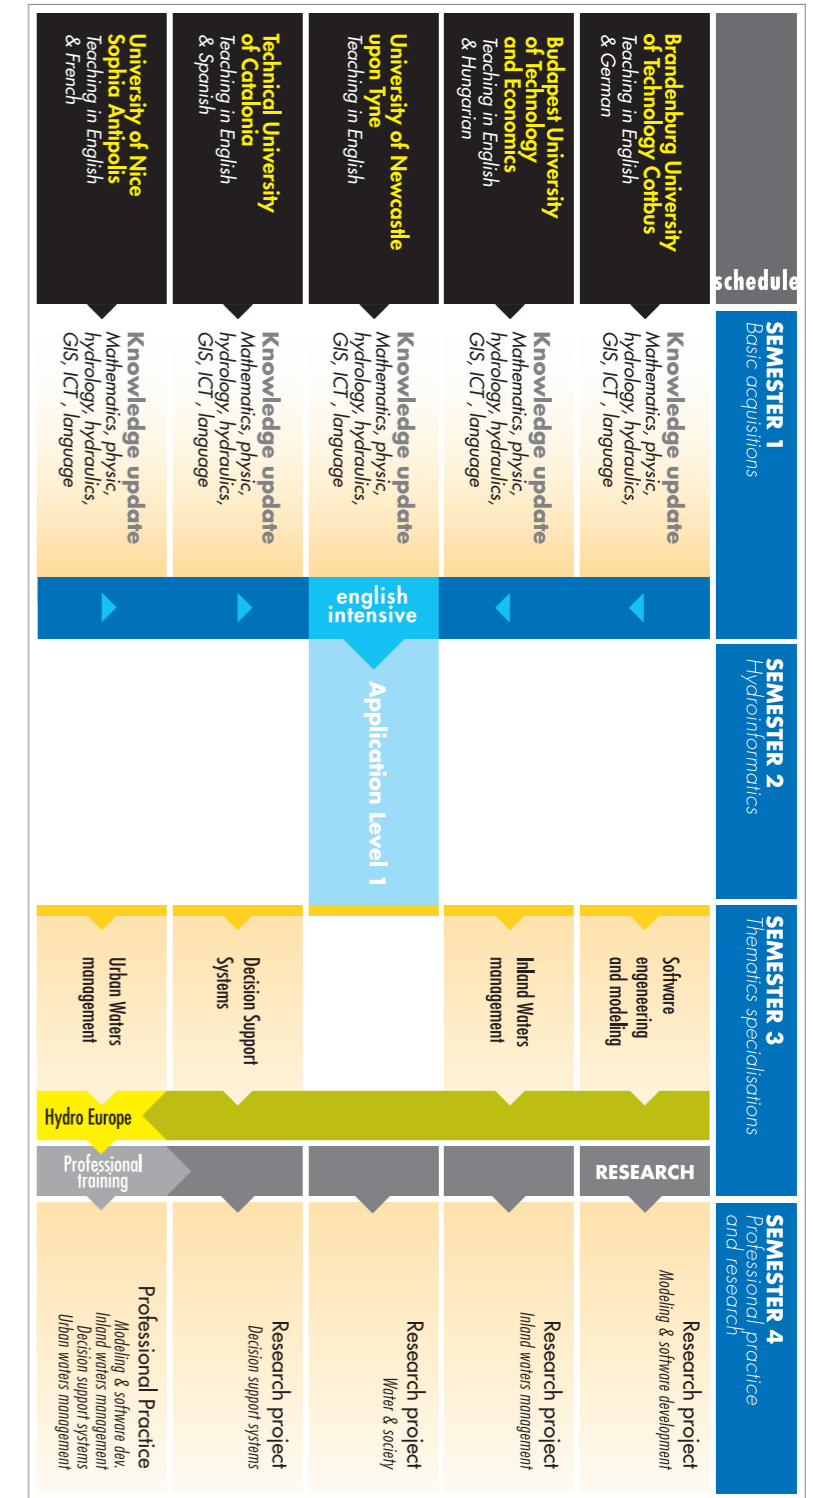 schedule
SEMESTER 1
Basic acquisitions
SEMESTER 2
Hydroinformatics
SEMESTER 3
Thematics specialisations
SEMESTER 4
Professional practice
and research
Brandenburg University
of Technology Cottbus
Teaching in English
& German
Knowledge update
Mathematics, physic,
hydrology, hydraulics,
GIS, ICT , language
Software
engeneering
and modeling
RESEARCH
Research project
Modeling & software development
Budapest University
of Technology
and Economics
Teaching in English
& Hungarian
Knowledge update
Mathematics, physic,
hydrology, hydraulics,
GIS, ICT , language
Inland Waters
management
Research project
Inland waters management
University of Newcastle
upon Tyne
Teaching in English
Knowledge update
Mathematics, physic,
hydrology, hydraulics,
GIS, ICT , language
english
intensive
Application Level 1
Research project
Water & society
Technical University
of Catalonia
Teaching in English
& Spanish
Knowledge update
Mathematics, physic,
hydrology, hydraulics,
GIS, ICT , language
Decision Support
Systems
Research project
Decision support systems
University of Nice
Sophia Antipolis
Teaching in English
& French
Knowledge update
Mathematics, physic,
hydrology, hydraulics,
GIS, ICT , language
Urban Waters
management
Hydro Europe
Professional
training
Professional Practice
Modeling & software dev.
Inland waters management
Decision support systems
Urban waters management